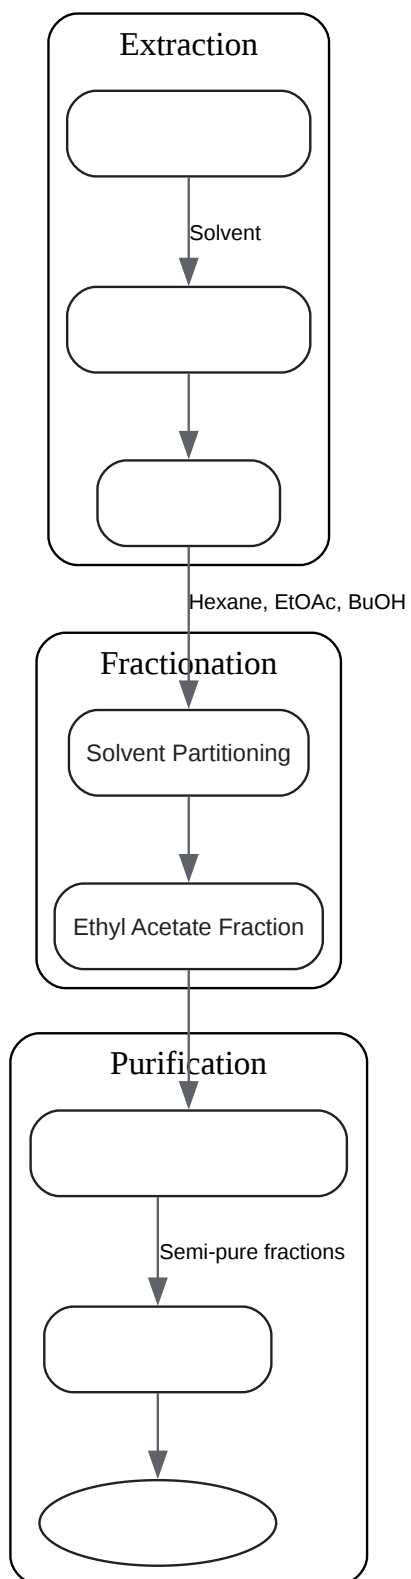 Extraction
Solvent
Hexane, EtOAc, BuOH
Fractionation
Solvent Partitioning
Ethyl Acetate Fraction
Purification
Semi-pure fractions